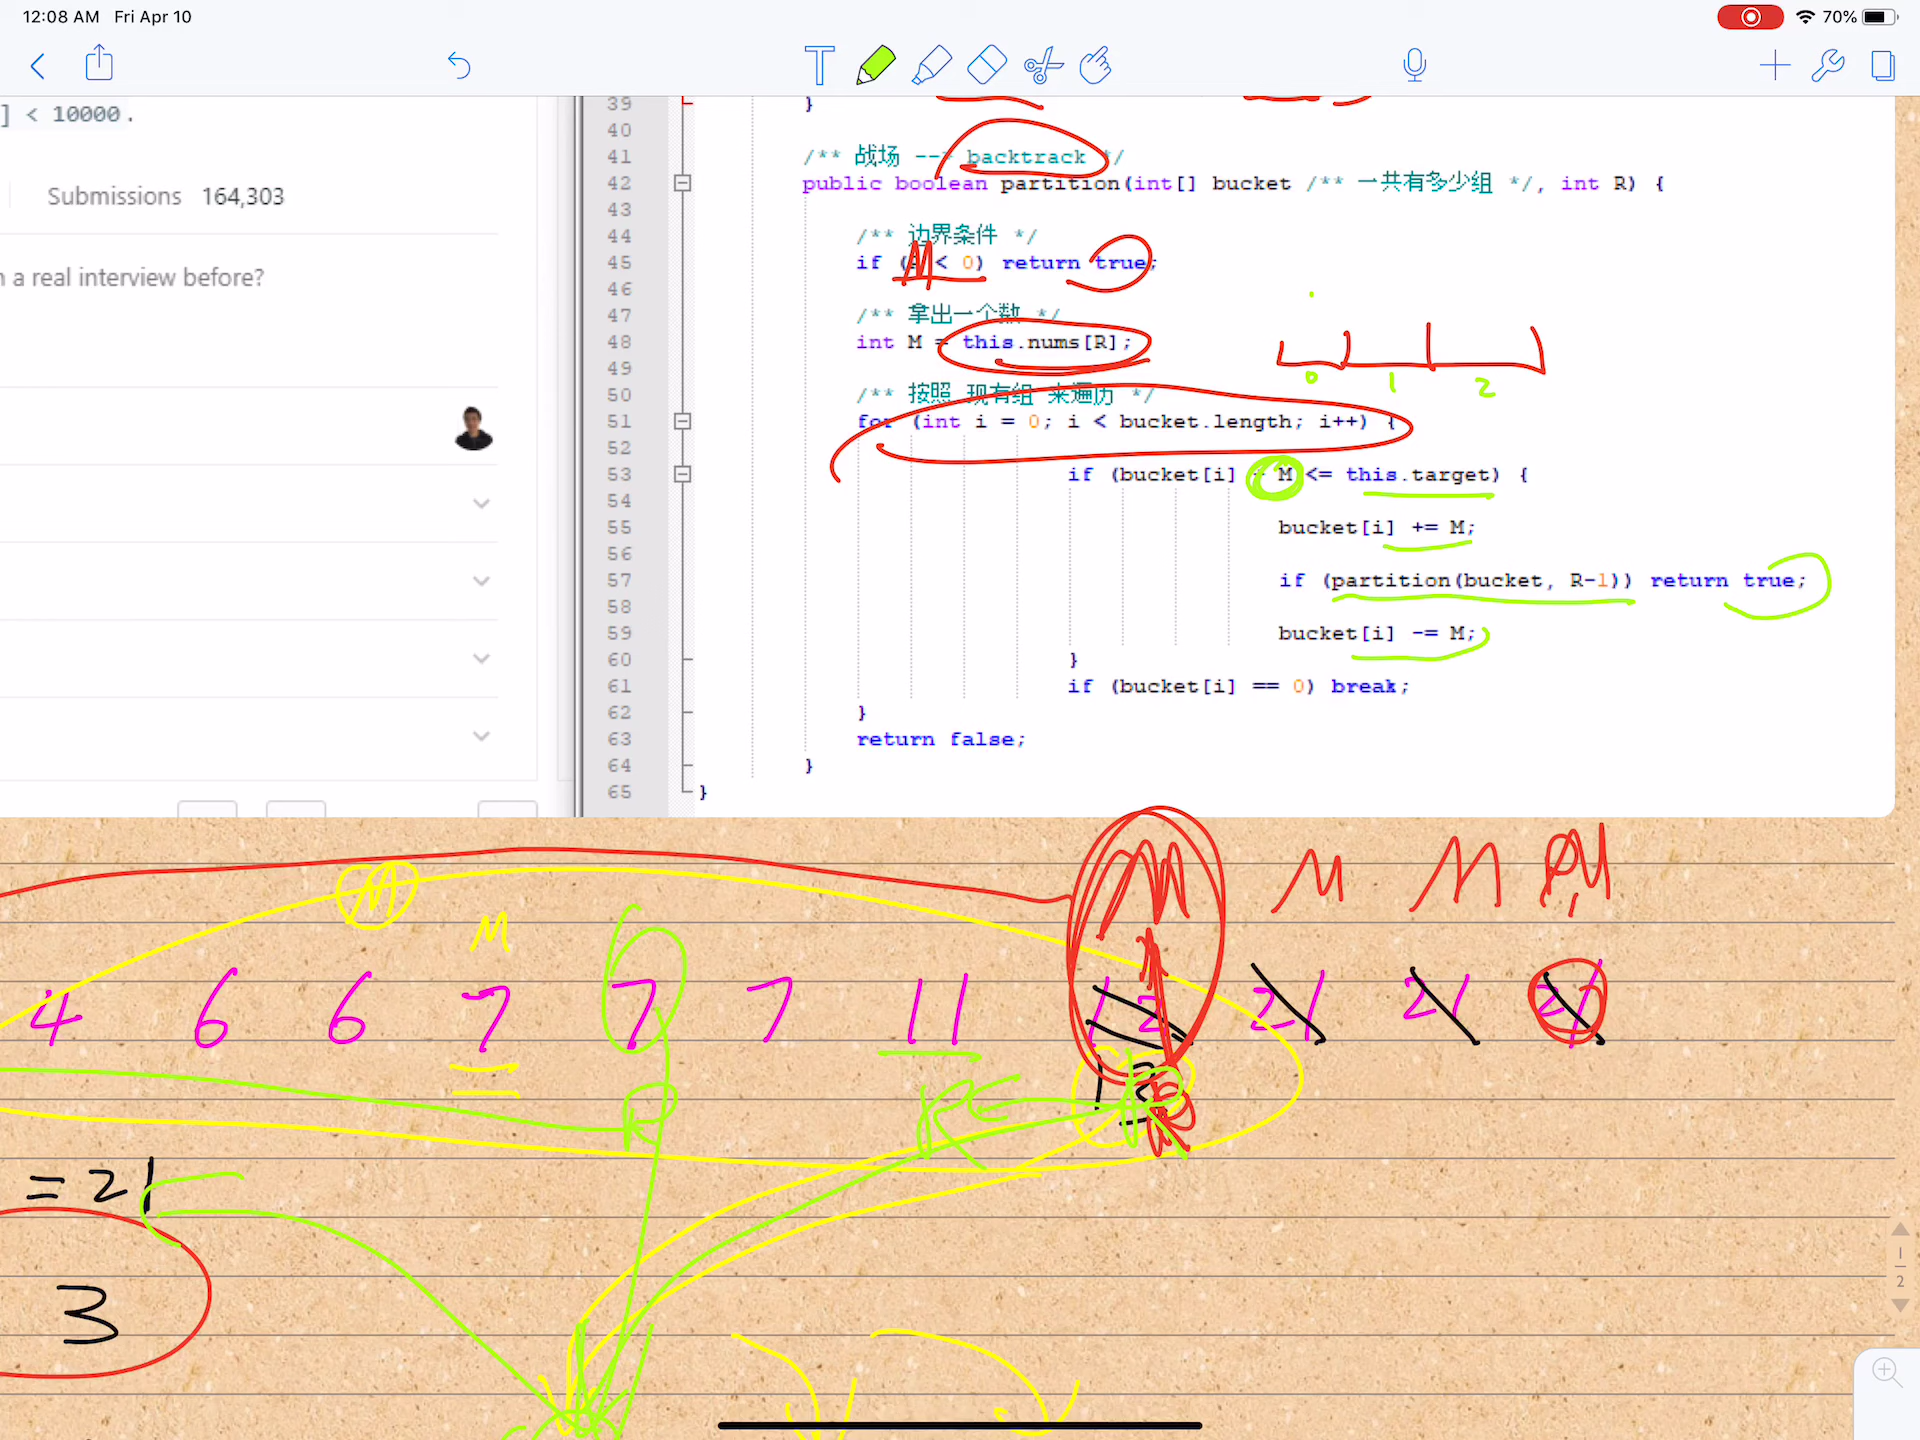 12:08 AM Fri Apr 10
70%
] < 10000.
Submissions 164,303
a real interview before?
39 }
40
41 /** 战场 --> backtrack */
42 public boolean partition(int[] bucket /** 一共有多少组 */, int R) {
43
44 /** 边界条件 */
45 if ( < 0) return true;
46
47 /** 拿出一个数 */
48 int M = this.nums[R];
49
50 /** 按照 现有组 来遍历 */
51 for (int i = 0; i < bucket.length; i++) {
52
53 if (bucket[i] + M <= this.target) {
54
55 bucket[i] += M;
56
57 if (partition(bucket, R-1)) return true;
58
59 bucket[i] -= M;
60 }
61 if (bucket[i] == 0) break;
62 }
63 return false;
64 }
65 }
0 1 2
M M M M M
4 6 6 7 7 7 11 12 21 21 21
R R 12 R
= 21
3
1
2